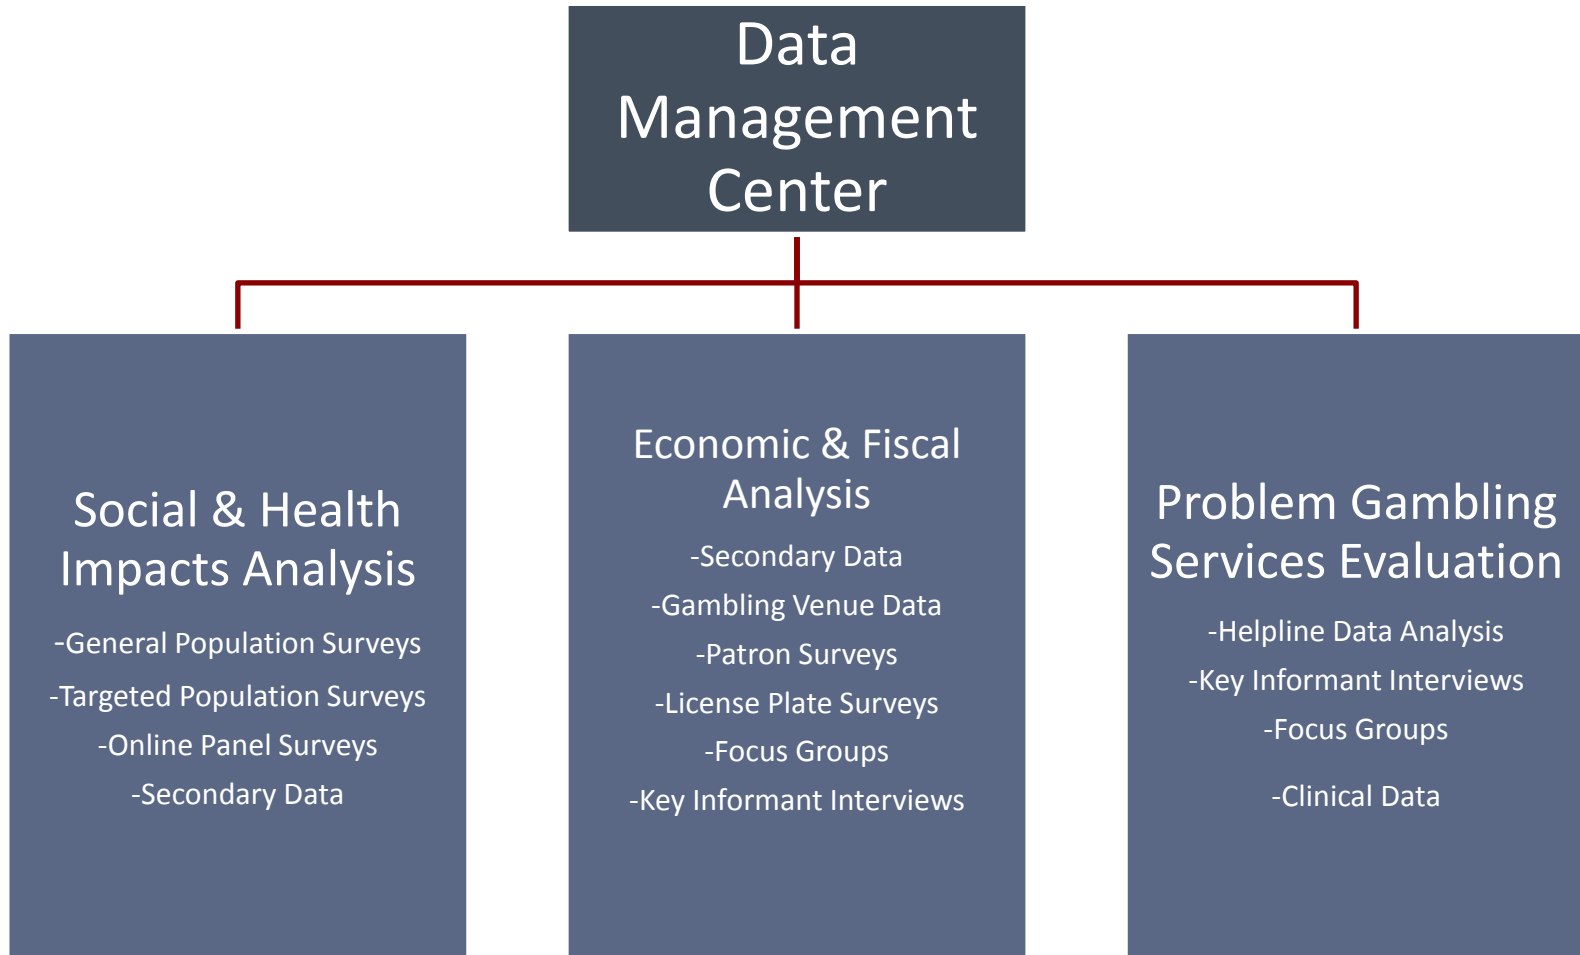 Data
Management
Center
Social & Health
Impacts Analysis
-General Population Surveys
-Targeted Population Surveys
-Online Panel Surveys
-Secondary Data
Economic & Fiscal
Analysis
-Secondary Data
-Gambling Venue Data
-Patron Surveys
-License Plate Surveys
-Focus Groups
-Key Informant Interviews
Problem Gambling
Services Evaluation
-Helpline Data Analysis
-Key Informant Interviews
-Focus Groups
-Clinical Data